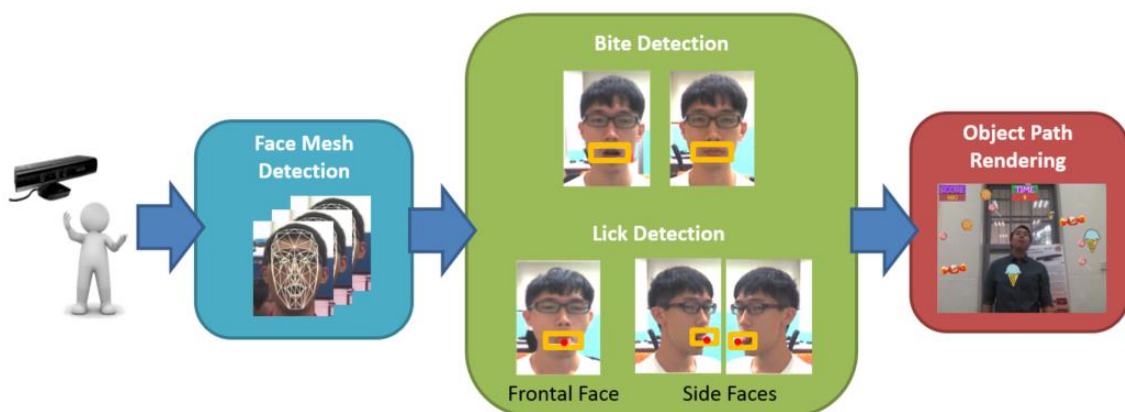 Bite Detection
Face Mesh
Detection
Object Path
Rendering
SCORE
TIME
Lick Detection
Frontal Face
Side Faces